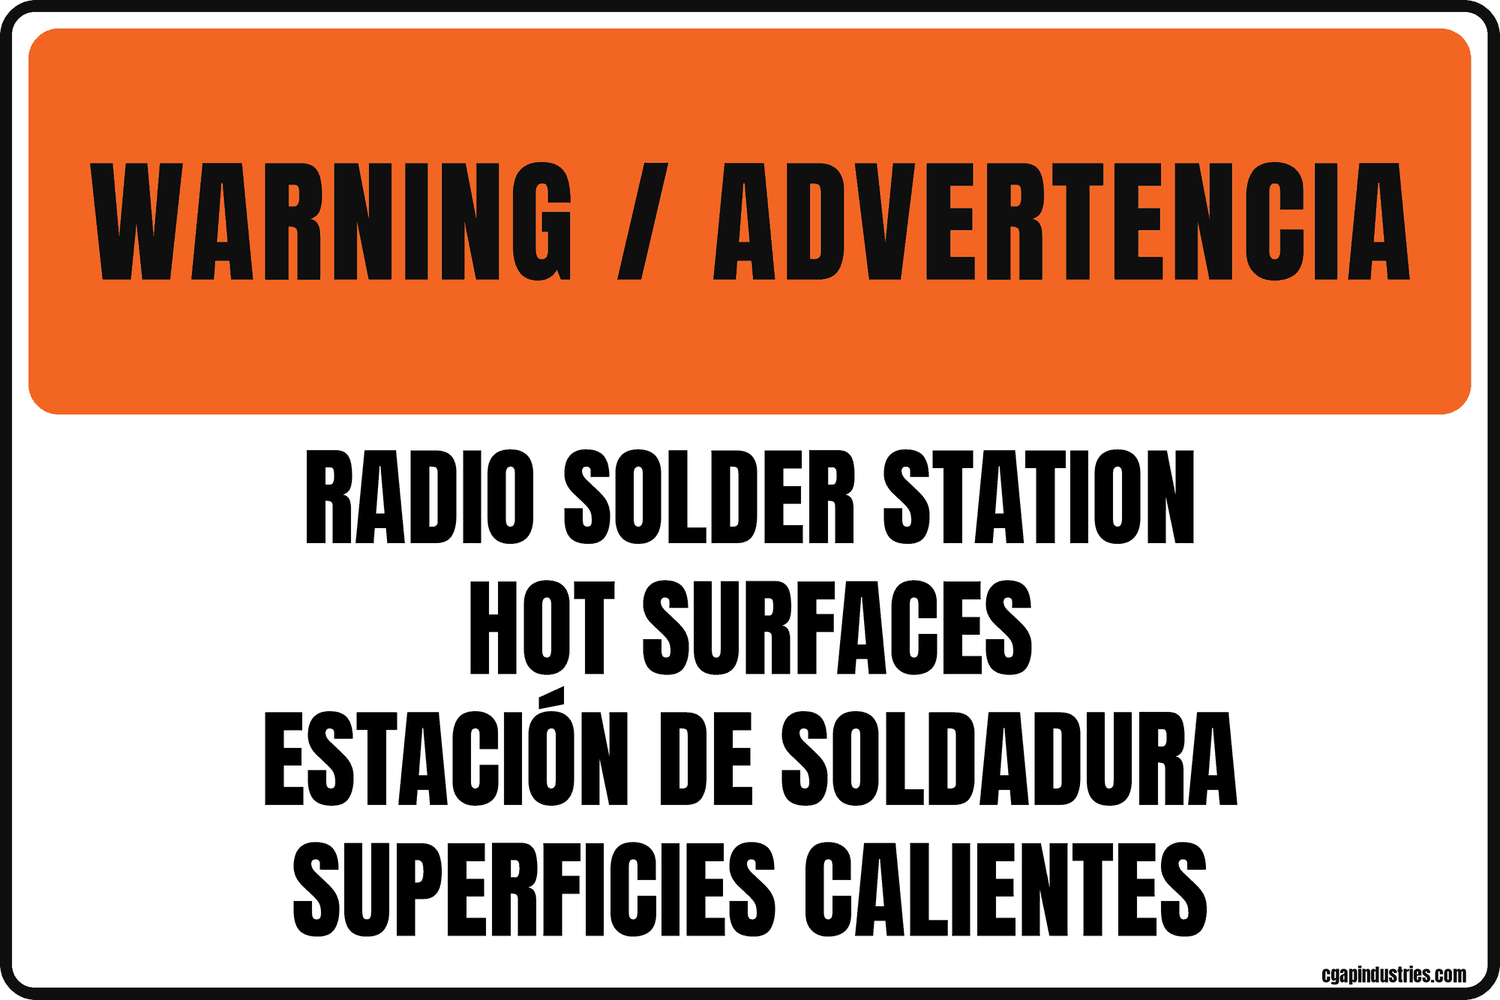 WARNING / ADVERTENCIA
RADIO SOLDER STATION
HOT SURFACES
ESTACIÓN DE SOLDADURA
SUPERFICIES CALIENTES
cgapindustries.com